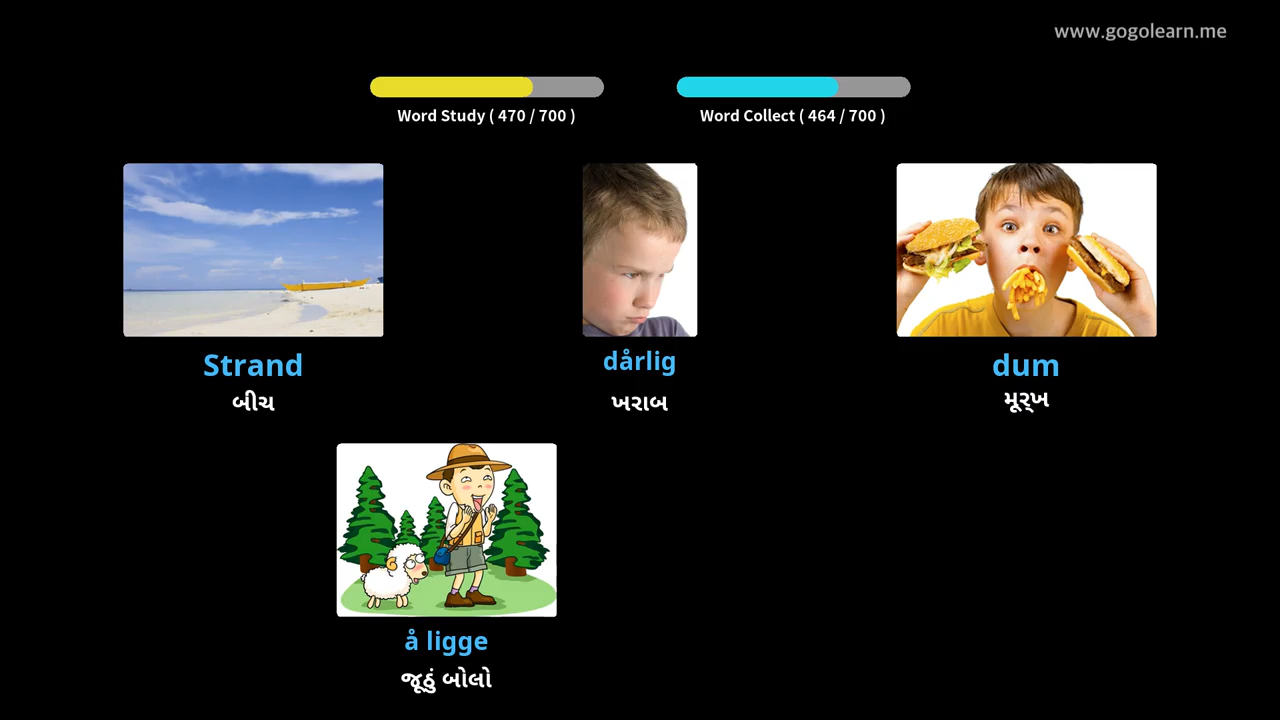 www.gogolearn.me
Word Study ( 470 / 700 )
Word Collect ( 464 / 700 )
Strand
બીચ
dårlig
ખરાબ
dum
મૂર્ખ
å ligge
જૂઠું બોલો